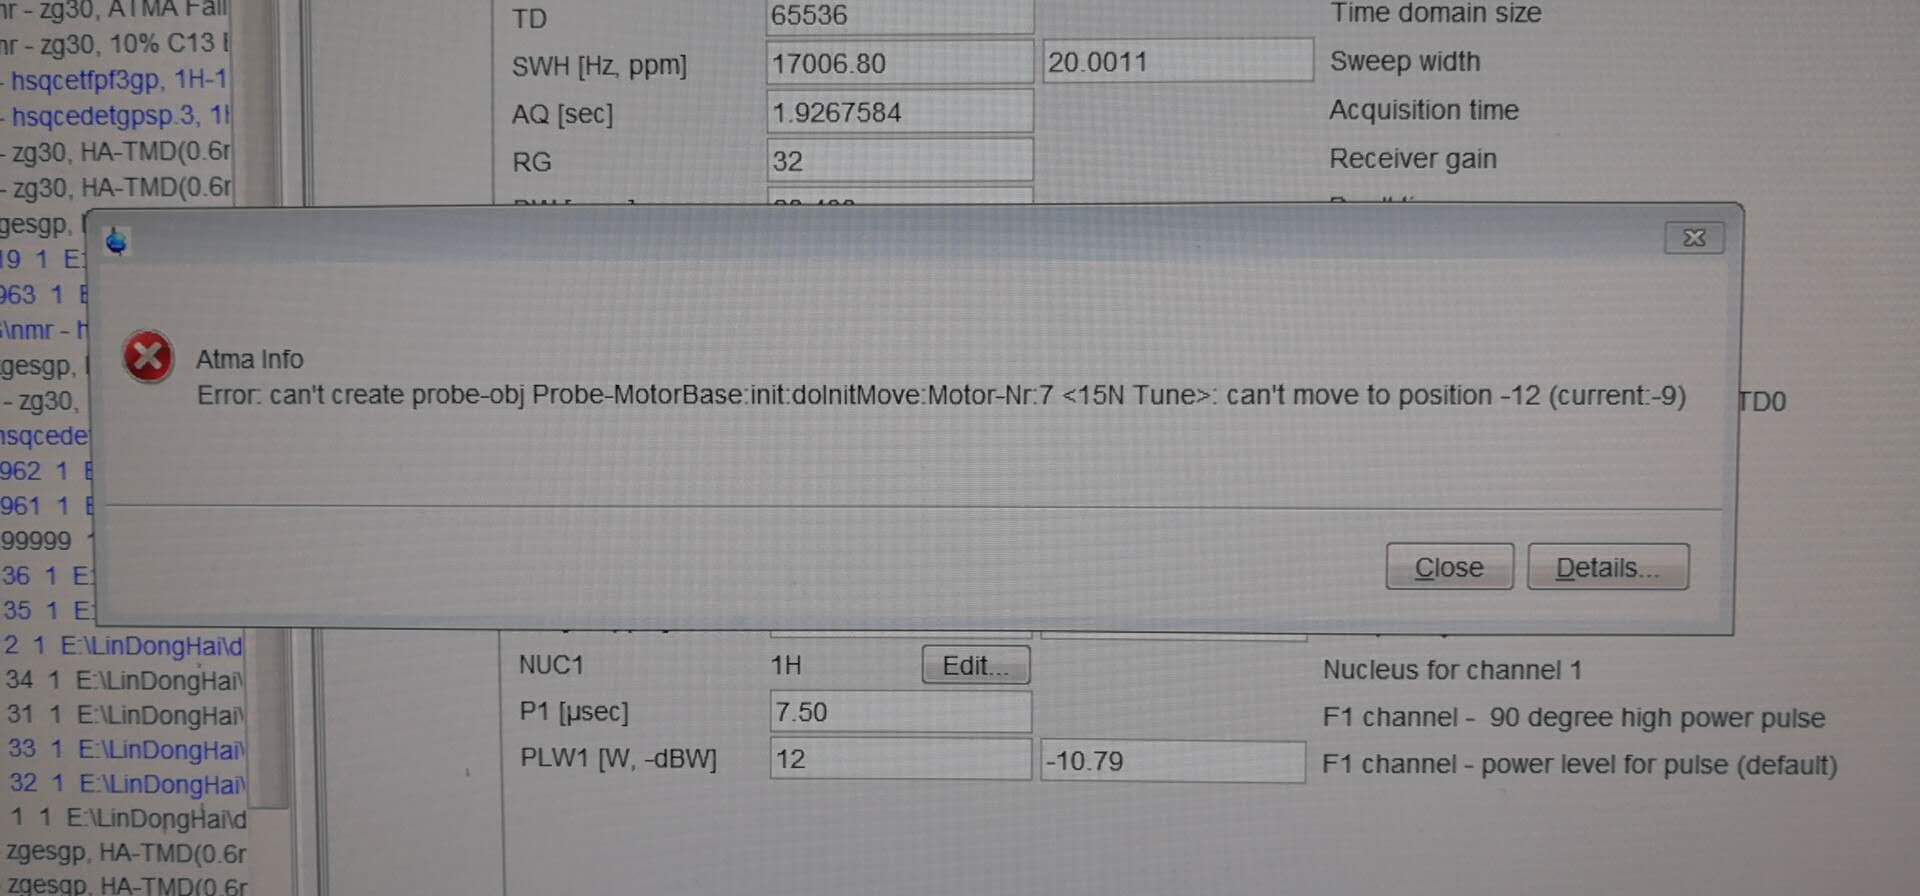 nr - zg30, ATMA Fail
nr - zg30, 10% C13 E
- hsqcetfpf3gp, 1H-1
- hsqcedetgpsp.3, 1H
- zg30, HA-TMD(0.6r
- zg30, HA-TMD(0.6r
gesgp,
19 1 E:
963 1 E
\nmr - h
gesgp,
- zg30,
hsqcede
962 1 E
961 1 E
99999
36 1 E:
35 1 E:
2 1 E:\LinDongHai\d
34 1 E:\LinDongHai\
31 1 E:\LinDongHai\
33 1 E:\LinDongHai\
32 1 E:\LinDongHai\
1 1 E:\LinDongHai\d
zgesgp, HA-TMD(0.6r
zgesgp, HA-TMD(0.6r
TD 65536 Time domain size
SWH [Hz, ppm] 17006.80 20.0011 Sweep width
AQ [sec] 1.9267584 Acquisition time
RG 32 Receiver gain
Atma Info
Error: can't create probe-obj Probe-MotorBase:init:doInitMove:Motor-Nr:7 <15N Tune>: can't move to position -12 (current:-9)
TD0
Close Details...
NUC1 1H Edit... Nucleus for channel 1
P1 [µsec] 7.50 F1 channel - 90 degree high power pulse
PLW1 [W, -dBW] 12 -10.79 F1 channel - power level for pulse (default)